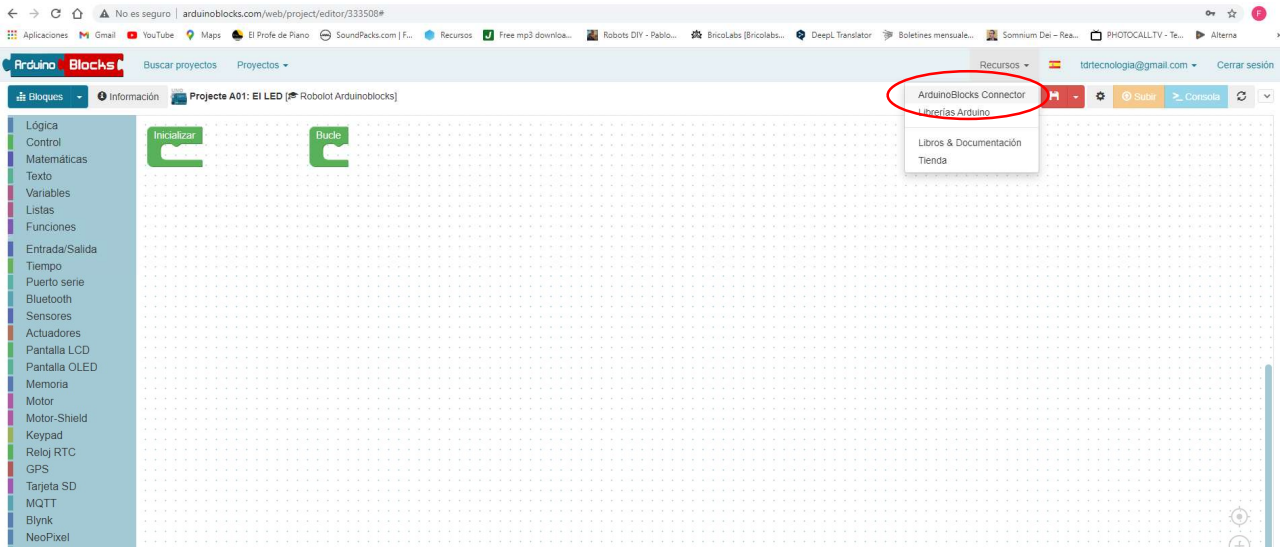 No es seguro | arduinoblocks.com/web/project/editor/333508#
F
Aplicaciones Gmail YouTube Maps El Profe de Piano SoundPacks.com | F... Recursos Free mp3 downloa... Robots DIY - Pablo... BricoLabs [Bricolabs... DeepL Translator Boletines mensuale... Somnium Dei – Rea... PHOTOCALL.TV - Te... Alterna
Arduino Blocks Buscar proyectos Proyectos Recursos tdrtecnologia@gmail.com Cerrar sesión
Bloques Información Projecte A01: El LED [Robolot Arduinoblocks] ArduinoBlocks Connector Subir Consola
Librerías Arduino
Libros & Documentación
Tienda
Inicializar Bucle
Lógica
Control
Matemáticas
Texto
Variables
Listas
Funciones
Entrada/Salida
Tiempo
Puerto serie
Bluetooth
Sensores
Actuadores
Pantalla LCD
Pantalla OLED
Memoria
Motor
Motor-Shield
Keypad
Reloj RTC
GPS
Tarjeta SD
MQTT
Blynk
NeoPixel